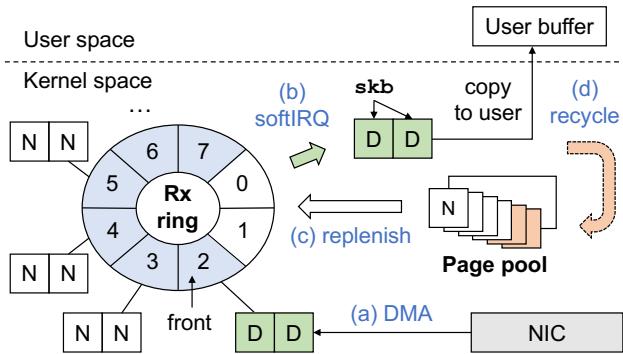 User space
User buffer
Kernel space
(b)
softIRQ
skb
D D
copy
to user
(d)
recycle
...
N N
6 7
5 0
Rx
ring
4 1
3 2
N
(c) replenish
Page pool
N N
N N
front
D D
(a) DMA
NIC